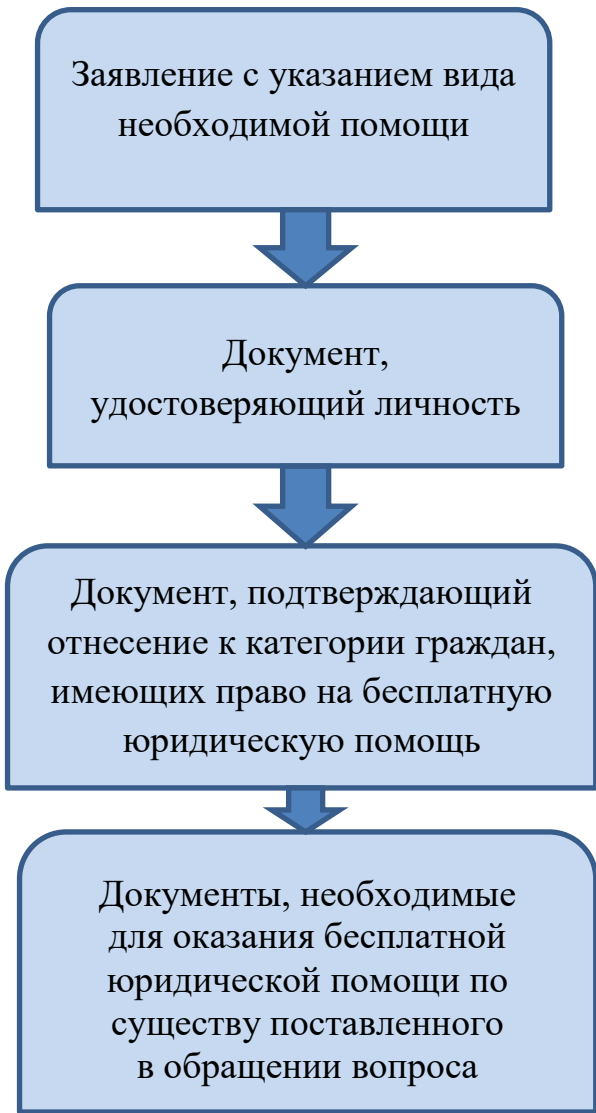 Заявление с указанием вида
необходимой помощи
Документ,
удостоверяющий личность
Документ, подтверждающий
отнесение к категории граждан,
имеющих право на бесплатную
юридическую помощь
Документы, необходимые
для оказания бесплатной
юридической помощи по
существу поставленного
в обращении вопроса